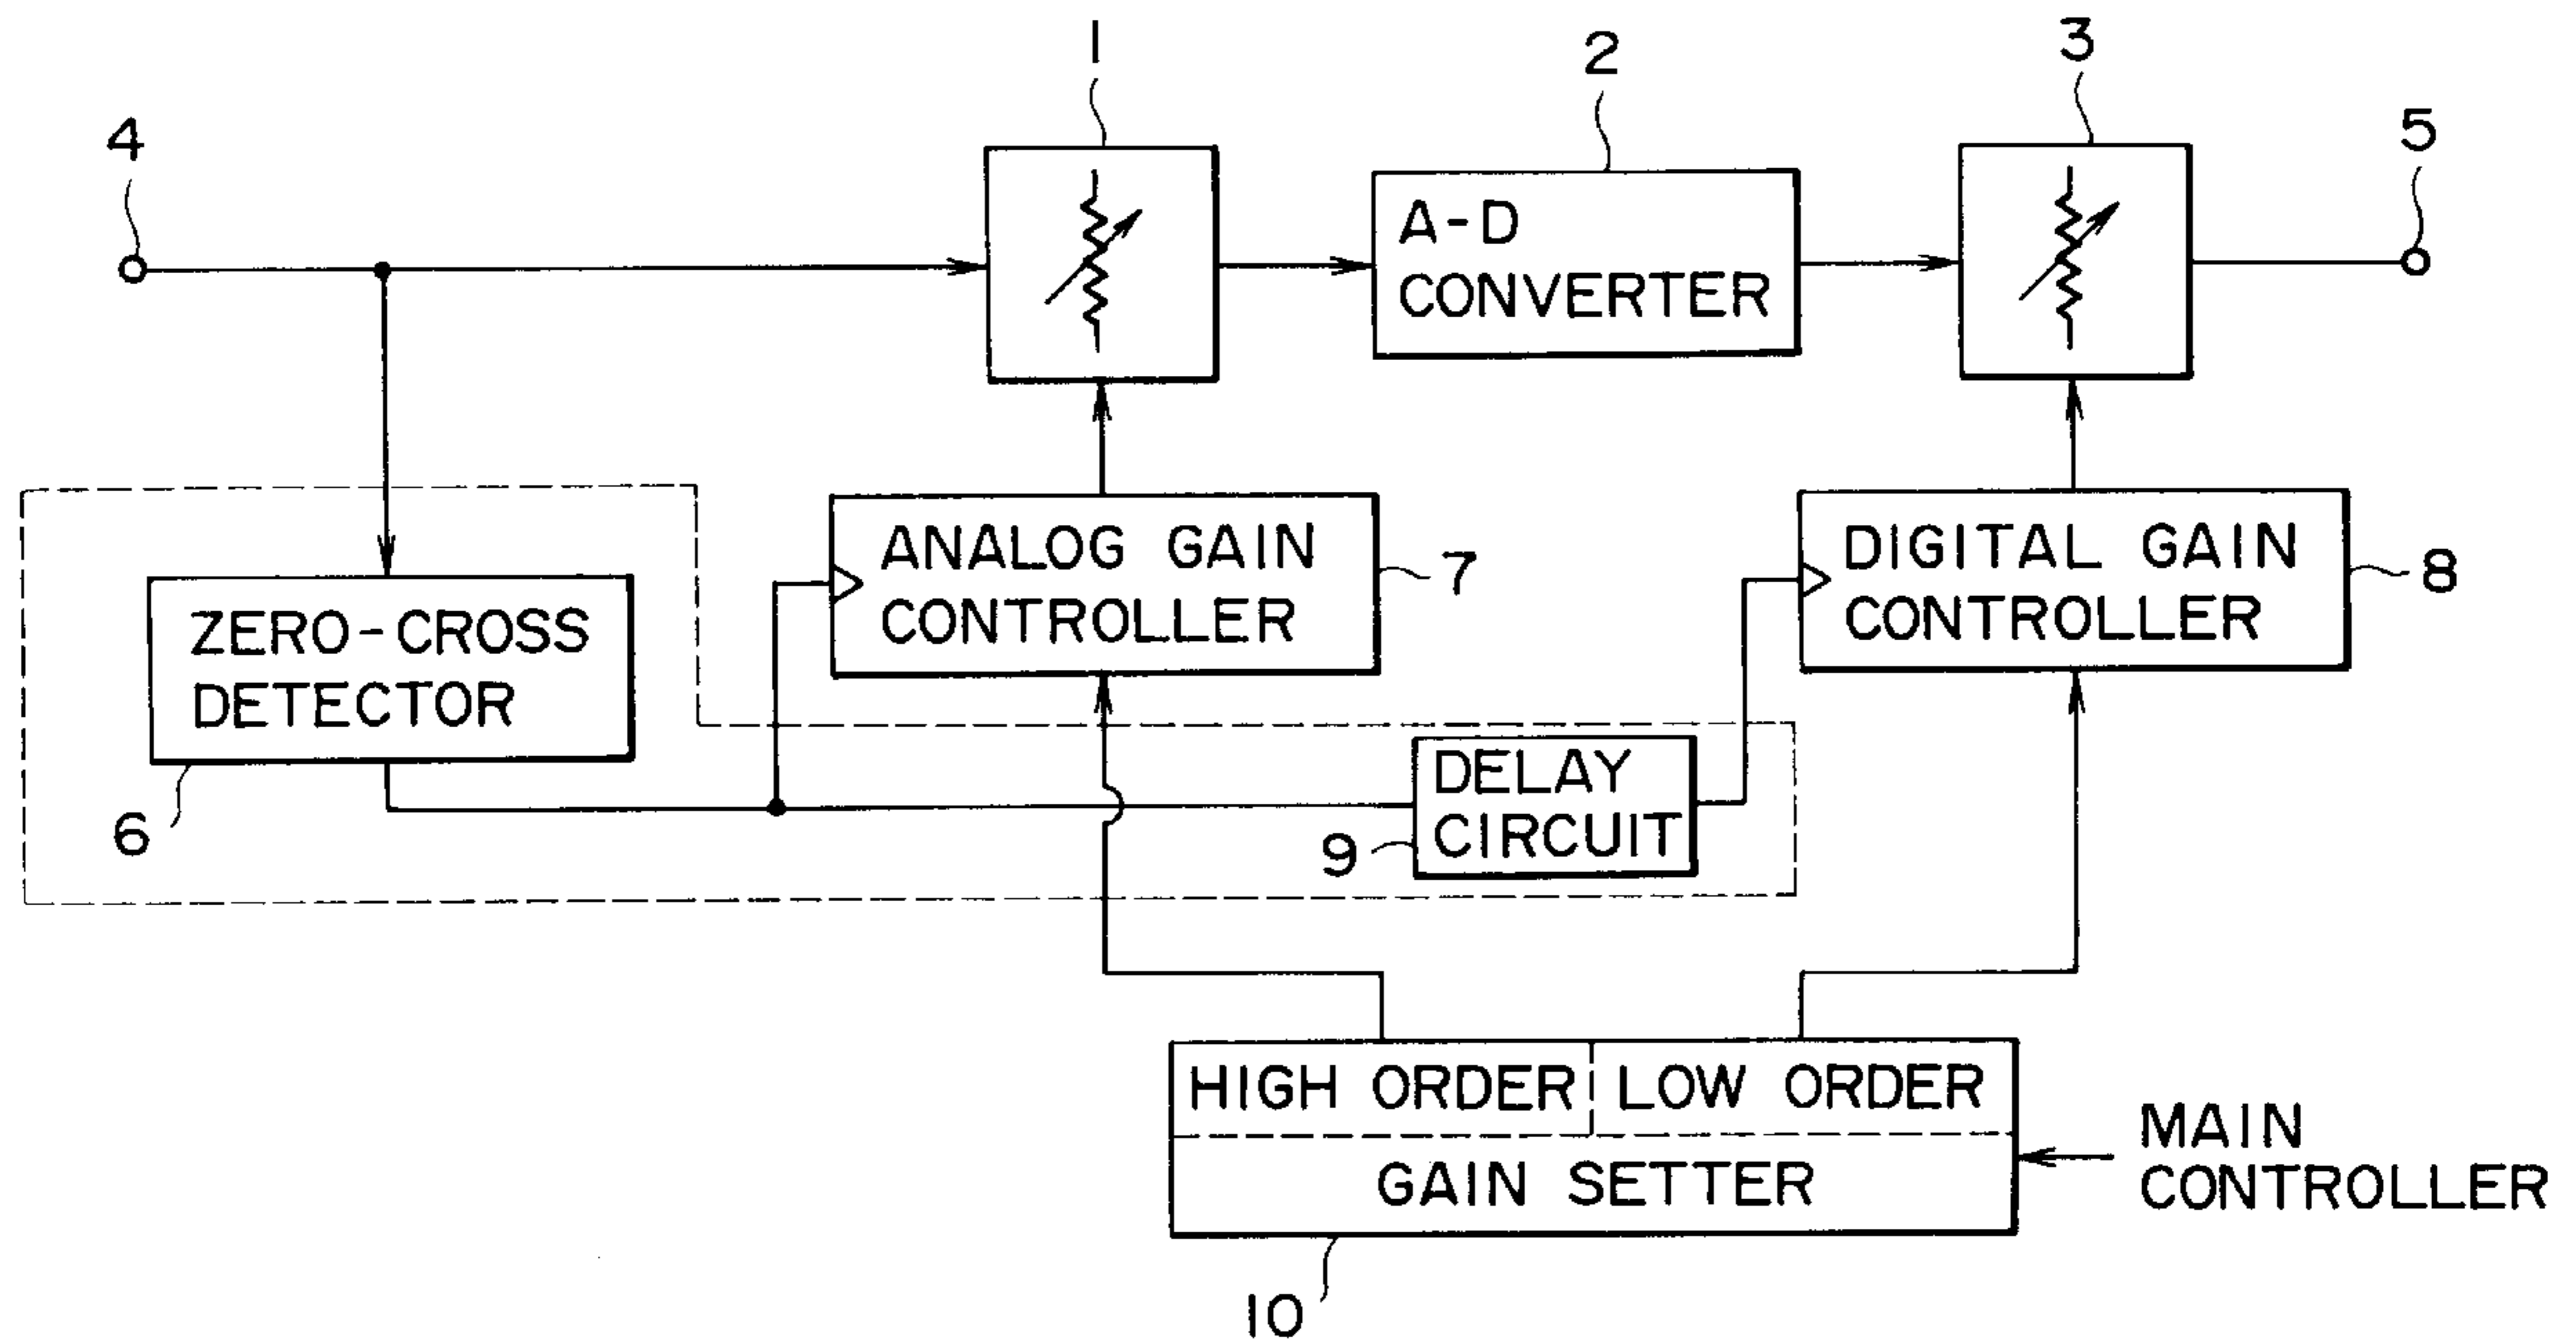 1
2
3
4
5
A-D
CONVERTER
ANALOG GAIN
CONTROLLER
7
DIGITAL GAIN
CONTROLLER
8
ZERO-CROSS
DETECTOR
6
DELAY
CIRCUIT
9
HIGH ORDER
LOW ORDER
GAIN SETTER
MAIN
CONTROLLER
10